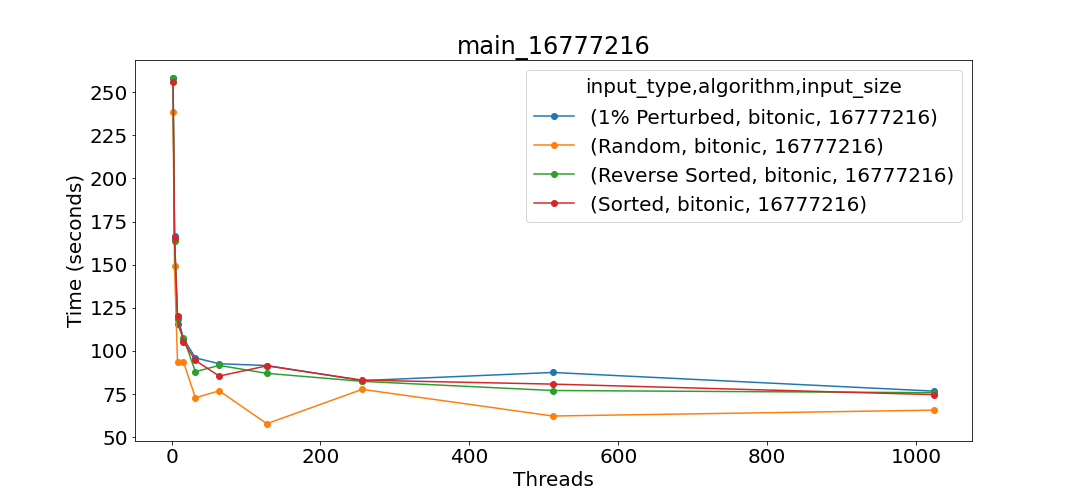 main_16777216
input_type,algorithm,input_size
(1% Perturbed, bitonic, 16777216)
(Random, bitonic, 16777216)
(Reverse Sorted, bitonic, 16777216)
(Sorted, bitonic, 16777216)
Time (seconds)
250
225
200
175
150
125
100
75
50
0 200 400 600 800 1000
Threads